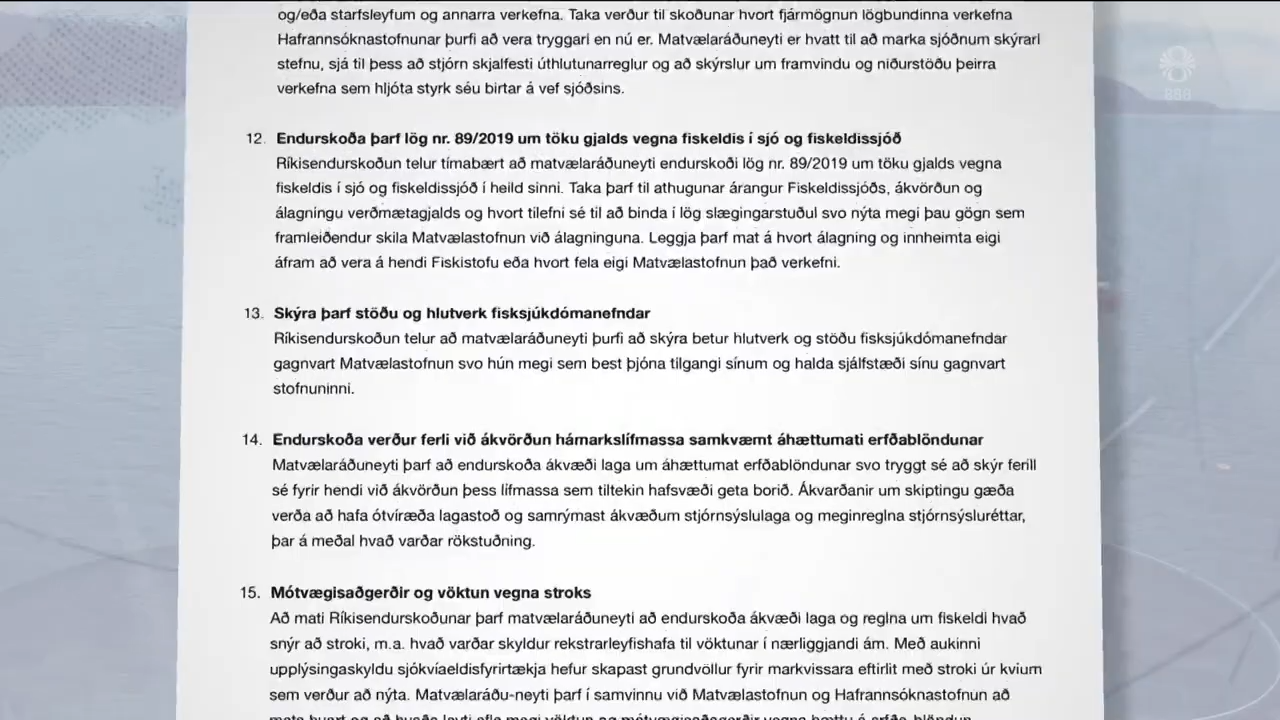 og/eða starfsleyfum og annarra verkefna. Taka verður til skoðunar hvort fjármögnun lögbundinna verkefna
Hafrannsóknastofnunar þurfi að vera tryggari en nú er. Matvælaráðuneyti er hvatt til að marka sjóðnum skýrari
stefnu, sjá til þess að stjórn skjalfesti úthlutunarreglur og að skýrslur um framvindu og niðurstöðu þeirra
verkefna sem hljóta styrk séu birtar á vef sjóðsins.
888
12. Endurskoða þarf lög nr. 89/2019 um töku gjalds vegna fiskeldis í sjó og fiskeldissjóð
Ríkisendurskoðun telur tímabært að matvælaráðuneyti endurskoði lög nr. 89/2019 um töku gjalds vegna
fiskeldis í sjó og fiskeldissjóð í heild sinni. Taka þarf til athugunar árangur Fiskeldissjóðs, ákvörðun og
álagningu verðmætagjalds og hvort tilefni sé til að binda í lög slægingarstuðul svo nýta megi þau gögn sem
framleiðendur skila Matvælastofnun við álagninguna. Leggja þarf mat á hvort álagning og innheimta eigi
áfram að vera á hendi Fiskistofu eða hvort fela eigi Matvælastofnun það verkefni.
13. Skýra þarf stöðu og hlutverk fisksjúkdómanefndar
Ríkisendurskoðun telur að matvælaráðuneyti þurfi að skýra betur hlutverk og stöðu fisksjúkdómanefndar
gagnvart Matvælastofnun svo hún megi sem best þjóna tilgangi sínum og halda sjálfstæði sínu gagnvart
stofnuninni.
14. Endurskoða verður ferli við ákvörðun hámarkslífmassa samkvæmt áhættumati erfðablöndunar
Matvælaráðuneyti þarf að endurskoða ákvæði laga um áhættumat erfðablöndunar svo tryggt sé að skýr ferill
sé fyrir hendi við ákvörðun þess lífmassa sem tiltekin hafsvæði geta borið. Ákvarðanir um skiptingu gæða
verða að hafa ótvíræða lagastoð og samrýmast ákvæðum stjórnsýslulaga og meginreglna stjórnsýsluréttar,
þar á meðal hvað varðar rökstuðning.
15. Mótvægisaðgerðir og vöktun vegna stroks
Að mati Ríkisendurskoðunar þarf matvælaráðuneyti að endurskoða ákvæði laga og reglna um fiskeldi hvað
snýr að stroki, m.a. hvað varðar skyldur rekstrarleyfishafa til vöktunar í nærliggjandi ám. Með aukinni
upplýsingaskyldu sjókvíaeldisfyrirtækja hefur skapast grundvöllur fyrir markvissara eftirlit með stroki úr kvíum
sem verður að nýta. Matvælaráðu-neyti þarf í samvinnu við Matvælastofnun og Hafrannsóknastofnun að